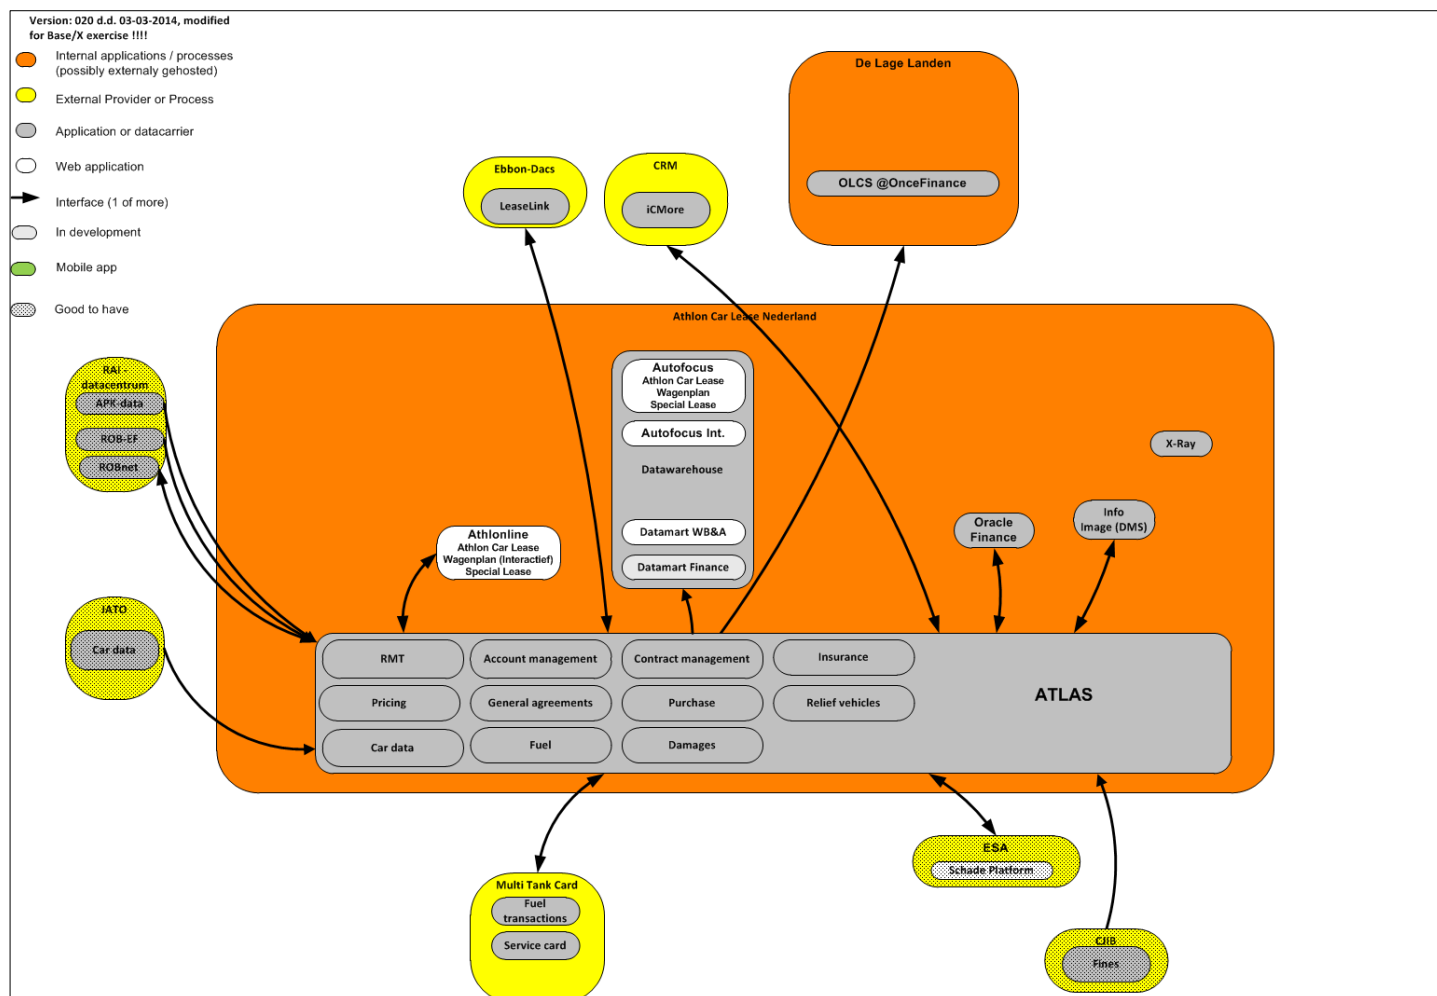 Version: 020 d.d. 03-03-2014, modified
for Base/X exercise !!!!
Internal applications / processes
(possibly externaly gehosted)
External Provider or Process
Application or datacarrier
Web application
Interface (1 of more)
In development
Mobile app
Good to have
De Lage Landen
OLCS @OnceFinance
Ebbon-Dacs
LeaseLink
CRM
iCMore
Athlon Car Lease Nederland
RAI -
datacentrum
APK-data
ROB-EF
ROBnet
Autofocus
Athlon Car Lease
Wagenplan
Special Lease
Autofocus Int.
Datawarehouse
Datamart WB&A
Datamart Finance
X-Ray
Info
Image (DMS)
Oracle
Finance
Athlonline
Athlon Car Lease
Wagenplan (Interactief)
Special Lease
JATO
Car data
RMT
Account management
Contract management
Insurance
Pricing
General agreements
Purchase
Relief vehicles
Car data
Fuel
Damages
ATLAS
Multi Tank Card
Fuel
transactions
Service card
ESA
Schade Platform
CJIB
Fines